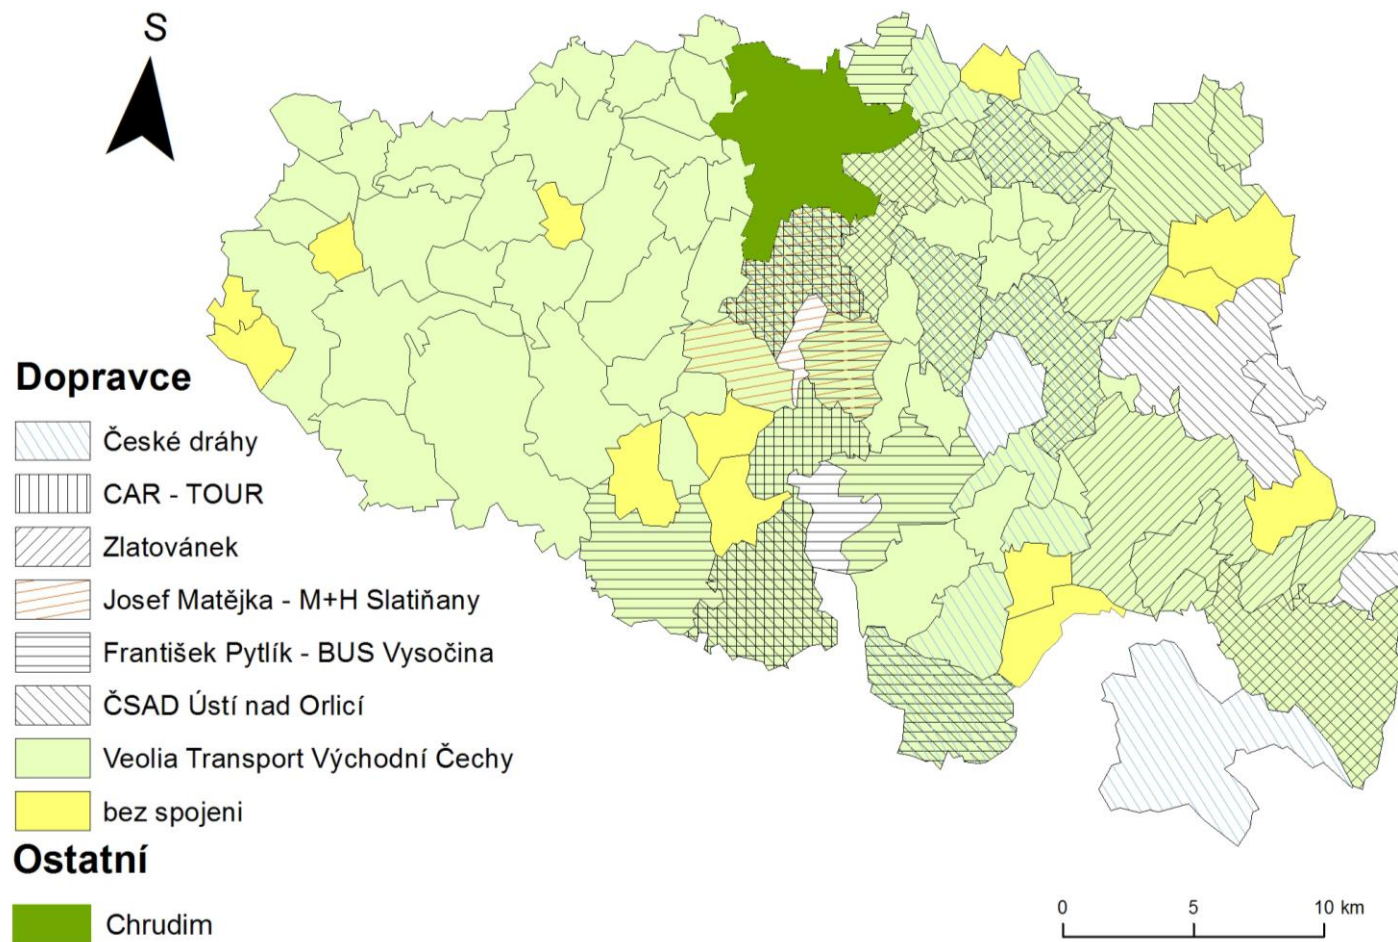 S
Dopravce
České dráhy
CAR - TOUR
Zlatovánek
Josef Matějka - M+H Slatiňany
František Pytlík - BUS Vysočina
ČSAD Ústí nad Orlicí
Veolia Transport Východní Čechy
bez spojeni
Ostatní
Chrudim
0 5 10 km